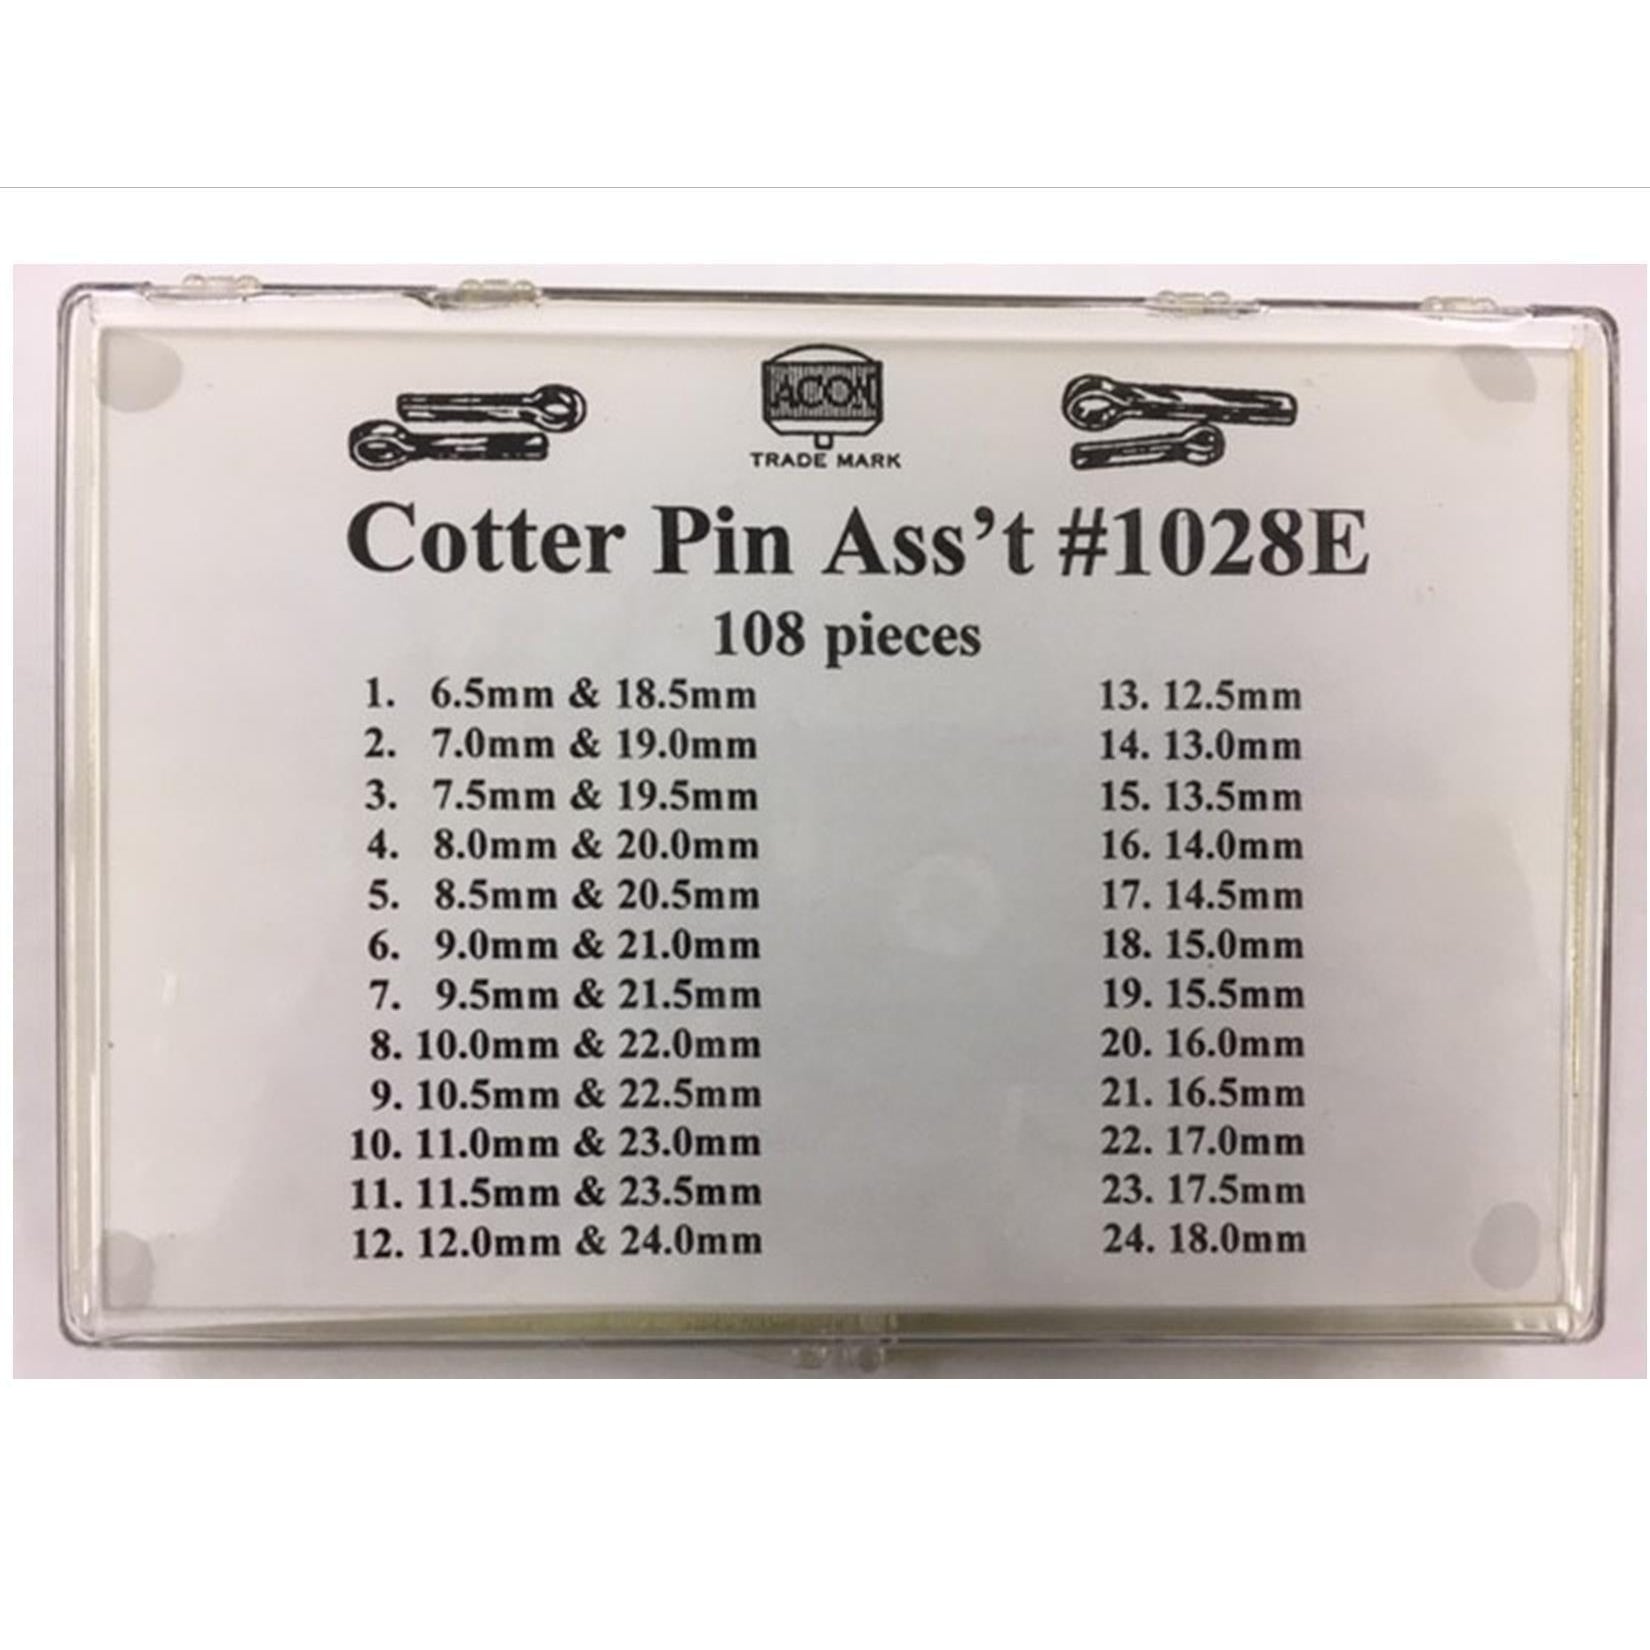 ACON
TRADE MARK
Cotter Pin Ass’t #1028E
108 pieces
1. 6.5mm & 18.5mm
2. 7.0mm & 19.0mm
3. 7.5mm & 19.5mm
4. 8.0mm & 20.0mm
5. 8.5mm & 20.5mm
6. 9.0mm & 21.0mm
7. 9.5mm & 21.5mm
8. 10.0mm & 22.0mm
9. 10.5mm & 22.5mm
10. 11.0mm & 23.0mm
11. 11.5mm & 23.5mm
12. 12.0mm & 24.0mm
13. 12.5mm
14. 13.0mm
15. 13.5mm
16. 14.0mm
17. 14.5mm
18. 15.0mm
19. 15.5mm
20. 16.0mm
21. 16.5mm
22. 17.0mm
23. 17.5mm
24. 18.0mm